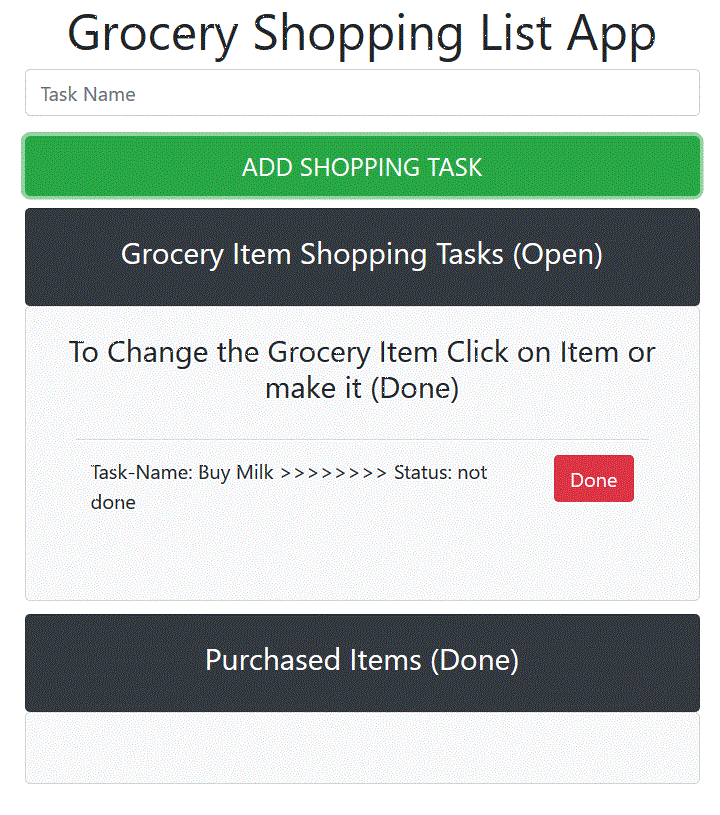 Grocery Shopping List App
Task Name
ADD SHOPPING TASK
Grocery Item Shopping Tasks (Open)
To Change the Grocery Item Click on Item or
make it (Done)
Task-Name: Buy Milk >>>>>>>> Status: not
done
Done
Purchased Items (Done)